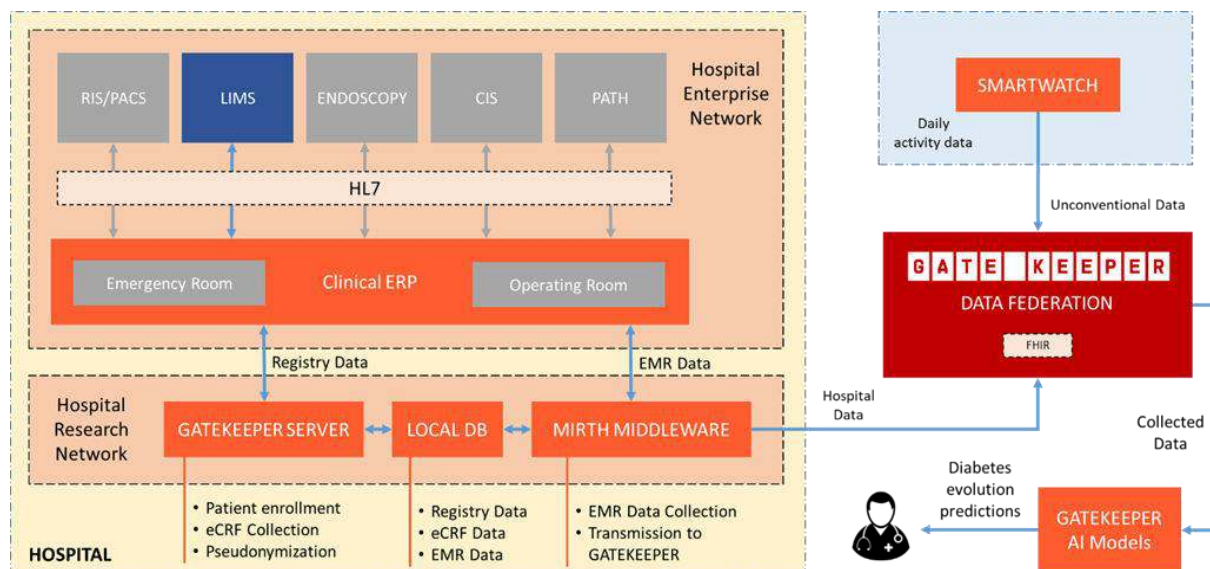 RIS/PACS
LIMS
ENDOSCOPY
CIS
PATH
Hospital
Enterprise
Network
HL7
Emergency Room
Clinical ERP
Operating Room
Registry Data
EMR Data
Hospital
Research
Network
GATEKEEPER SERVER
LOCAL DB
MIRTH MIDDLEWARE
• Patient enrollment
• eCRF Collection
• Pseudonymization
• Registry Data
• eCRF Data
• EMR Data
• EMR Data Collection
• Transmission to
GATEKEEPER
HOSPITAL
SMARTWATCH
Daily
activity data
Unconventional Data
GATE KEEPER
DATA FEDERATION
FHIR
Hospital
Data
Collected
Data
Diabetes
evolution
predictions
GATEKEEPER
AI Models